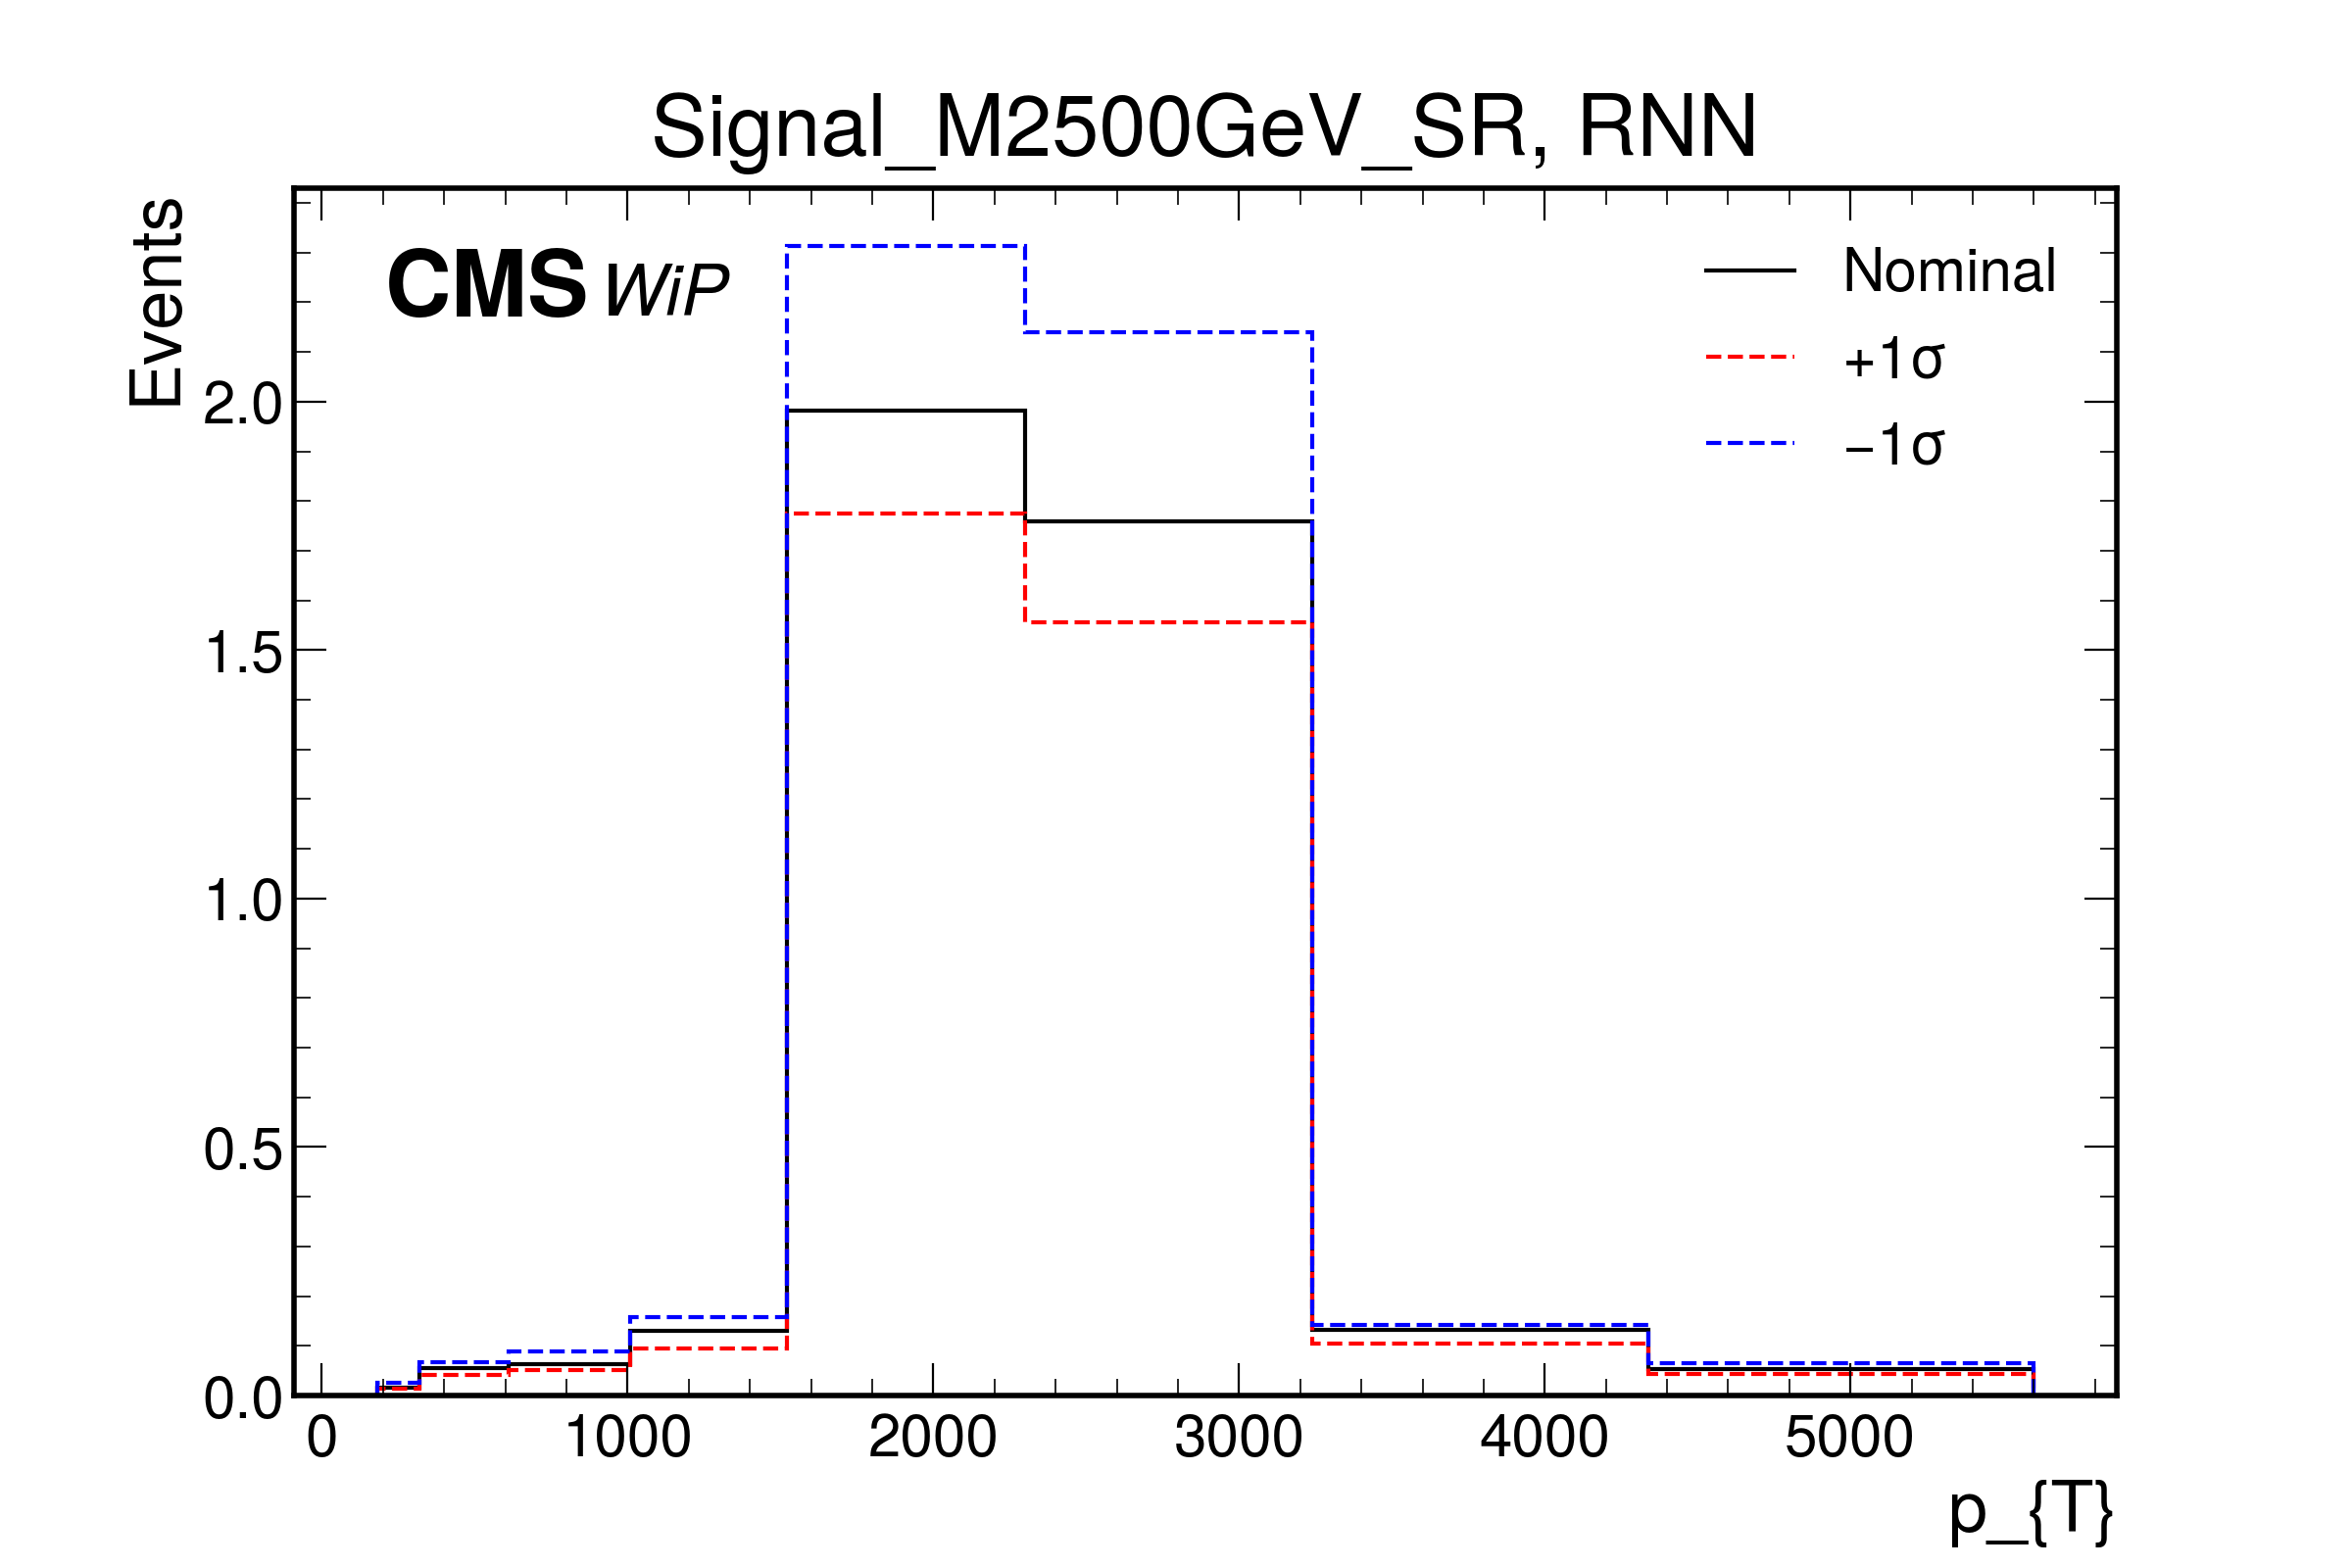 Signal_M2500GeV_SR, RNN
Events
CMS WiP
Nominal
+1σ
−1σ
2.0
1.5
1.0
0.5
0.0
0 1000 2000 3000 4000 5000
p_{T}